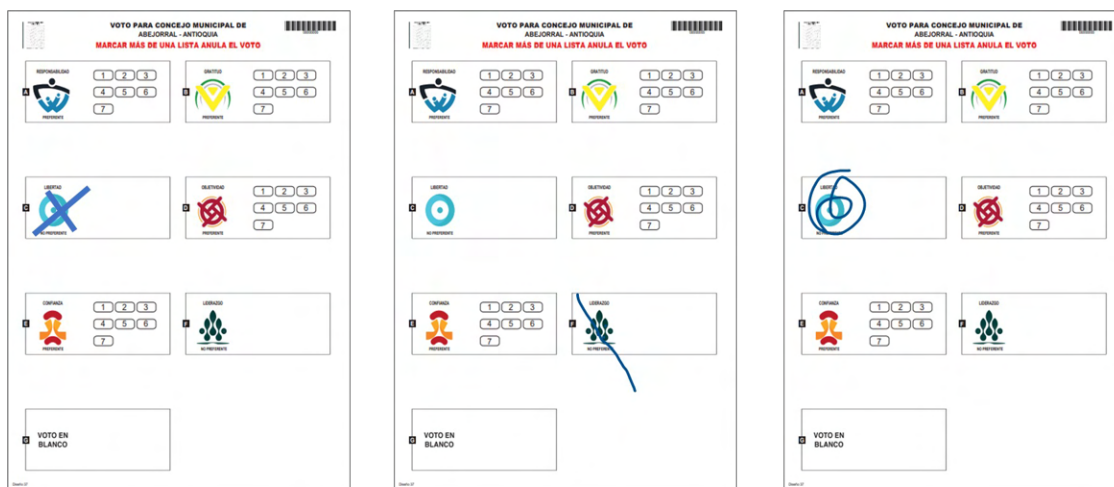 VOTO PARA CONCEJO MUNICIPAL DE
ABEJORRAL - ANTIOQUIA
MARCAR MÁS DE UNA LISTA ANULA EL VOTO
A
RESPONSABILIDAD
PREFERENTE
1 2 3
4 5 6
7
B
GRATITUD
PREFERENTE
1 2 3
4 5 6
7
C
LIBERTAD
NO PREFERENTE
D
OBJETIVIDAD
PREFERENTE
1 2 3
4 5 6
7
E
CONFIANZA
PREFERENTE
1 2 3
4 5 6
7
F
LIDERAZGO
NO PREFERENTE
G
VOTO EN
BLANCO
VOTO PARA CONCEJO MUNICIPAL DE
ABEJORRAL - ANTIOQUIA
MARCAR MÁS DE UNA LISTA ANULA EL VOTO
A
RESPONSABILIDAD
PREFERENTE
1 2 3
4 5 6
7
B
GRATITUD
PREFERENTE
1 2 3
4 5 6
7
C
LIBERTAD
NO PREFERENTE
D
OBJETIVIDAD
PREFERENTE
1 2 3
4 5 6
7
E
CONFIANZA
PREFERENTE
1 2 3
4 5 6
7
F
LIDERAZGO
NO PREFERENTE
G
VOTO EN
BLANCO
VOTO PARA CONCEJO MUNICIPAL DE
ABEJORRAL - ANTIOQUIA
MARCAR MÁS DE UNA LISTA ANULA EL VOTO
A
RESPONSABILIDAD
PREFERENTE
1 2 3
4 5 6
7
B
GRATITUD
PREFERENTE
1 2 3
4 5 6
7
C
LIBERTAD
NO PREFERENTE
D
OBJETIVIDAD
PREFERENTE
1 2 3
4 5 6
7
E
CONFIANZA
PREFERENTE
1 2 3
4 5 6
7
F
LIDERAZGO
NO PREFERENTE
G
VOTO EN
BLANCO